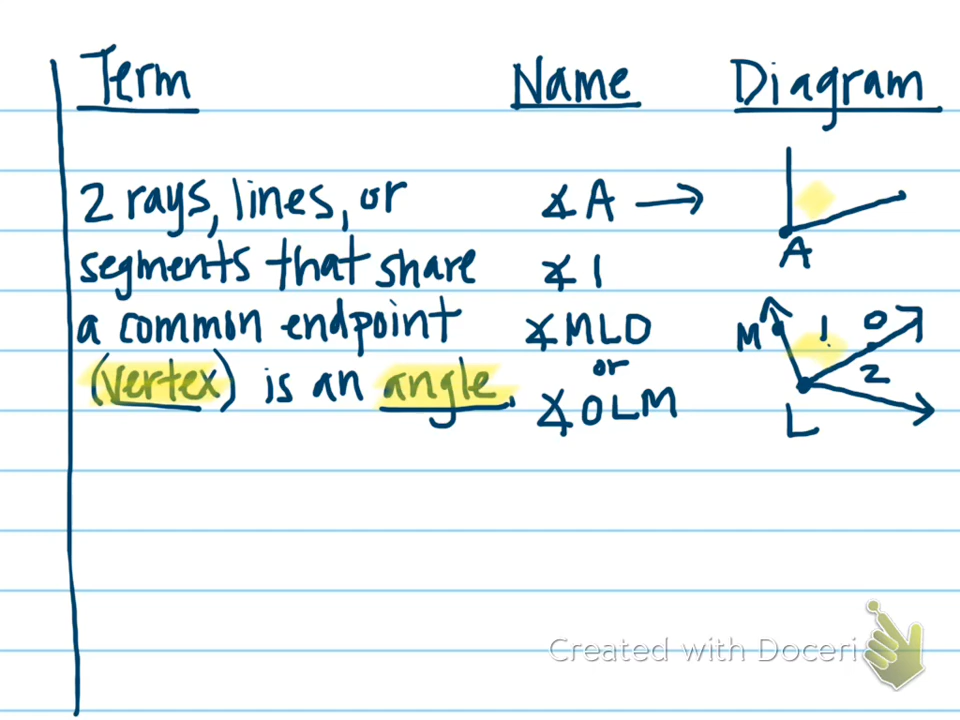 Term Name Diagram
2 rays, lines, or ∡A →
segments that share ∡1
a common endpoint ∡MLO
(vertex) is an angle. or
∡OLM
A
M 1 O
2
L
Created with Doceri